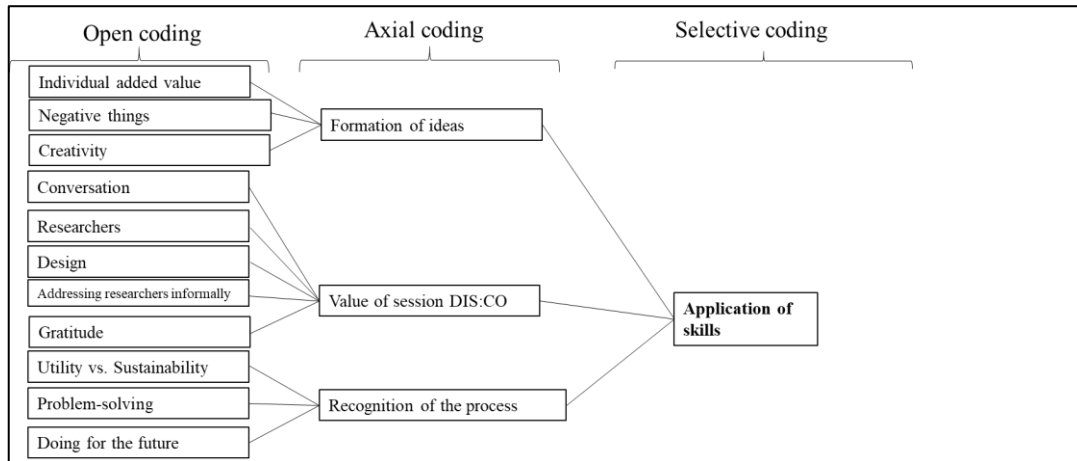 Open coding
Axial coding
Selective coding
Individual added value
Negative things
Creativity
Conversation
Researchers
Design
Addressing researchers informally
Gratitude
Utility vs. Sustainability
Problem-solving
Doing for the future
Formation of ideas
Value of session DIS:CO
Recognition of the process
Application of
skills